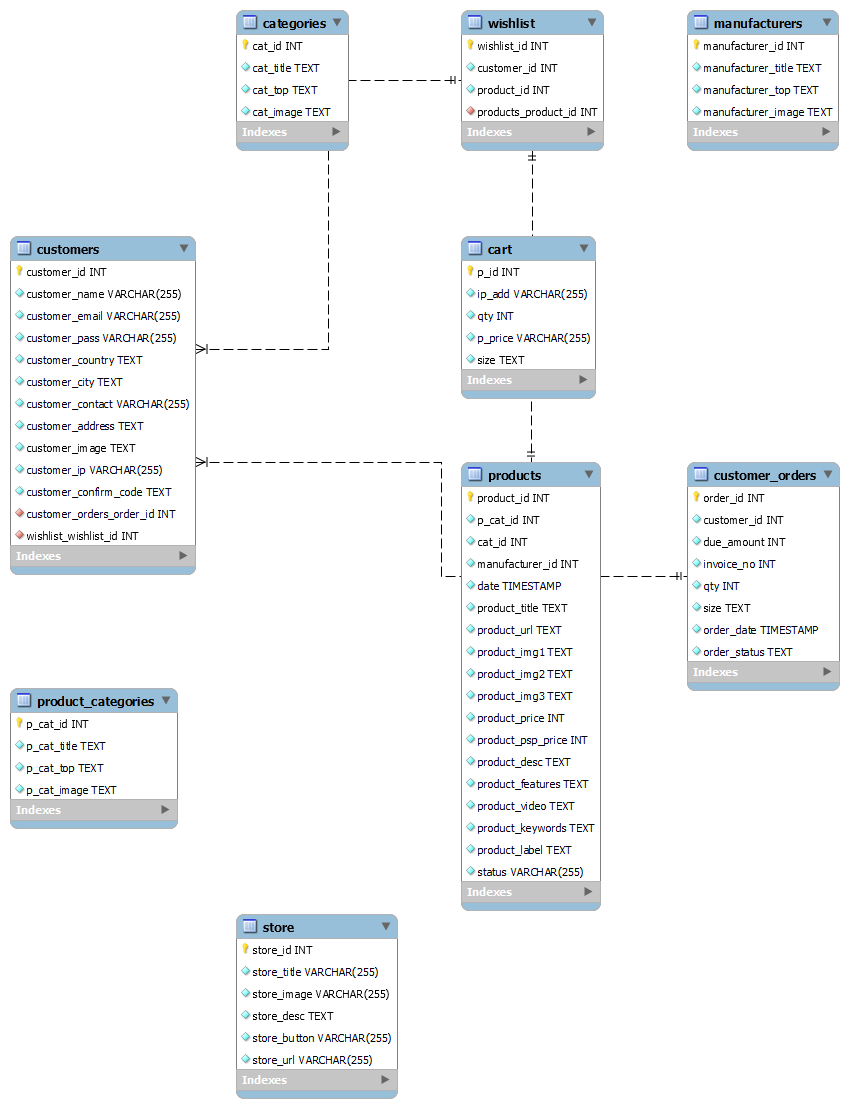 categories
cat_id INT
cat_title TEXT
cat_top TEXT
cat_image TEXT
Indexes
wishlist
wishlist_id INT
customer_id INT
product_id INT
products_product_id INT
Indexes
manufacturers
manufacturer_id INT
manufacturer_title TEXT
manufacturer_top TEXT
manufacturer_image TEXT
Indexes
customers
customer_id INT
customer_name VARCHAR(255)
customer_email VARCHAR(255)
customer_pass VARCHAR(255)
customer_country TEXT
customer_city TEXT
customer_contact VARCHAR(255)
customer_address TEXT
customer_image TEXT
customer_ip VARCHAR(255)
customer_confirm_code TEXT
customer_orders_order_id INT
wishlist_wishlist_id INT
Indexes
cart
p_id INT
ip_add VARCHAR(255)
qty INT
p_price VARCHAR(255)
size TEXT
Indexes
products
product_id INT
p_cat_id INT
cat_id INT
manufacturer_id INT
date TIMESTAMP
product_title TEXT
product_url TEXT
product_img1 TEXT
product_img2 TEXT
product_img3 TEXT
product_price INT
product_psp_price INT
product_desc TEXT
product_features TEXT
product_video TEXT
product_keywords TEXT
product_label TEXT
status VARCHAR(255)
Indexes
customer_orders
order_id INT
customer_id INT
due_amount INT
invoice_no INT
qty INT
size TEXT
order_date TIMESTAMP
order_status TEXT
Indexes
product_categories
p_cat_id INT
p_cat_title TEXT
p_cat_top TEXT
p_cat_image TEXT
Indexes
store
store_id INT
store_title VARCHAR(255)
store_image VARCHAR(255)
store_desc TEXT
store_button VARCHAR(255)
store_url VARCHAR(255)
Indexes